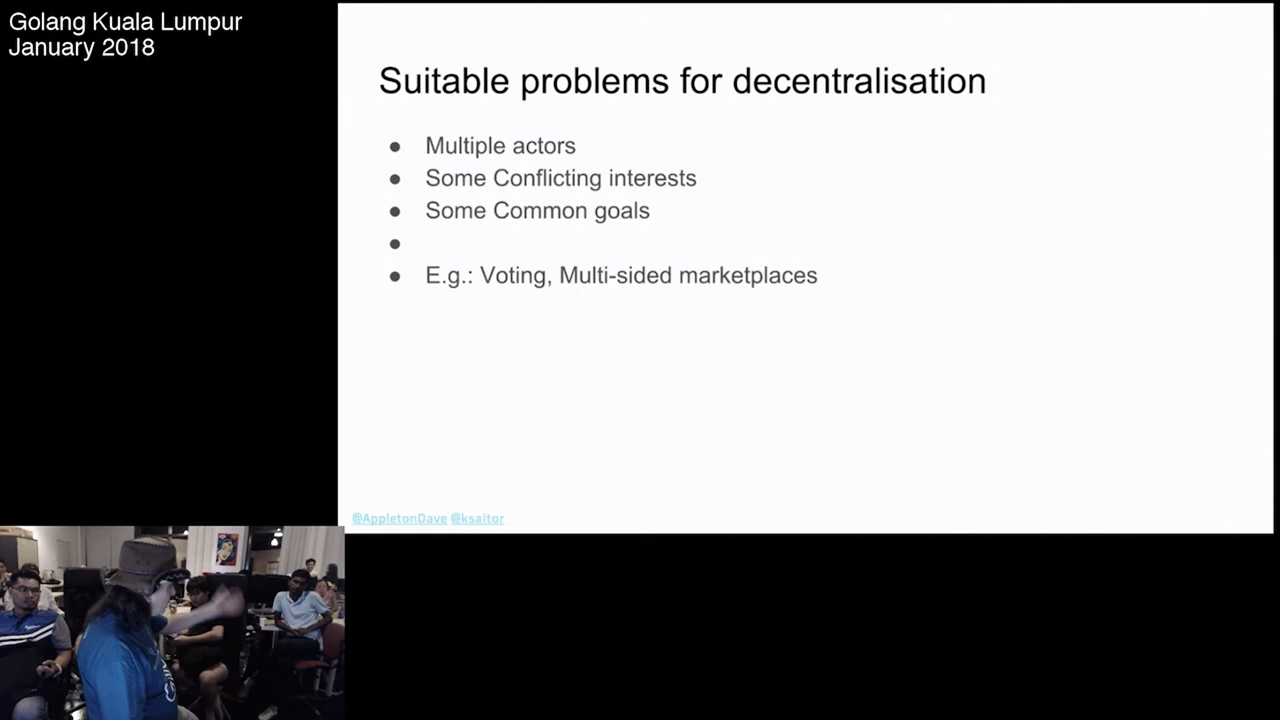 Golang Kuala Lumpur
January 2018
Suitable problems for decentralisation
● Multiple actors
● Some Conflicting interests
● Some Common goals
●
● E.g.: Voting, Multi-sided marketplaces
@AppletonDave @ksaitor